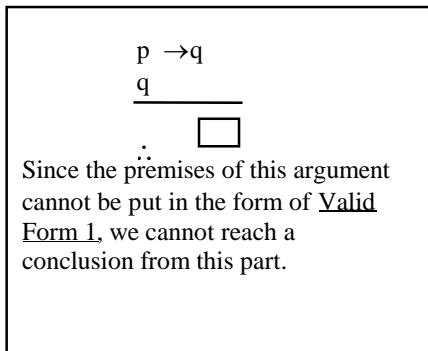 p →q
q
∴
Since the premises of this argument
cannot be put in the form of Valid
Form 1, we cannot reach a
conclusion from this part.